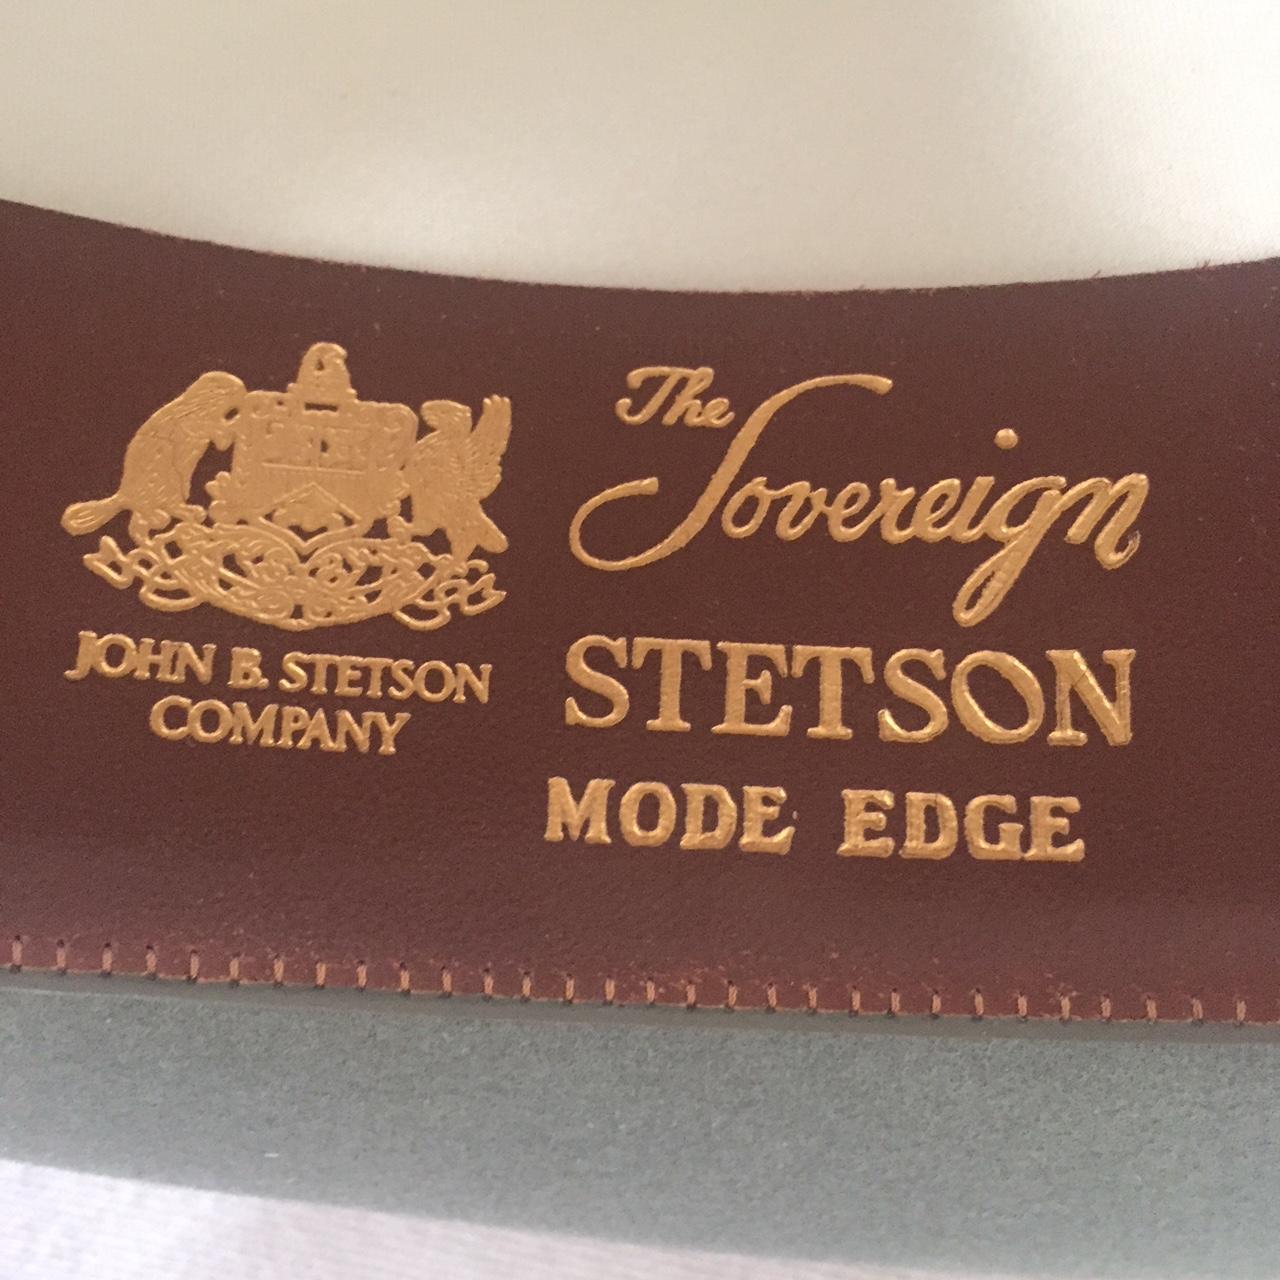 JOHN B. STETSON
COMPANY
The Sovereign
STETSON
MODE EDGE